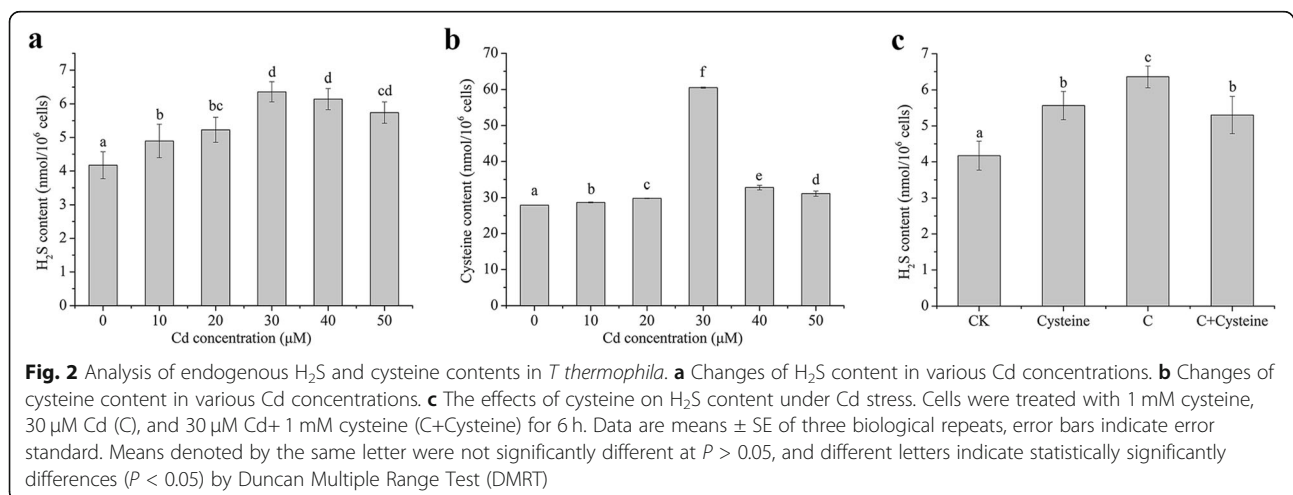 a
b
c
7
6
5
4
3
2
1
0
H₂S content (nmol/10⁶ cells)
a
b
bc
d
d
cd
0 10 20 30 40 50
Cd concentration (μM)
70
60
50
40
30
20
10
0
Cysteine content (nmol/10⁶ cells)
a
b
c
f
e
d
0 10 20 30 40 50
Cd concentration (μM)
7
6
5
4
3
2
1
0
H₂S content (nmol/10⁶ cells)
a
b
c
b
CK Cysteine C C+Cysteine
Fig. 2 Analysis of endogenous H₂S and cysteine contents in T thermophila. a Changes of H₂S content in various Cd concentrations. b Changes of
cysteine content in various Cd concentrations. c The effects of cysteine on H₂S content under Cd stress. Cells were treated with 1 mM cysteine,
30 μM Cd (C), and 30 μM Cd+ 1 mM cysteine (C+Cysteine) for 6 h. Data are means ± SE of three biological repeats, error bars indicate error
standard. Means denoted by the same letter were not significantly different at P > 0.05, and different letters indicate statistically significantly
differences (P < 0.05) by Duncan Multiple Range Test (DMRT)